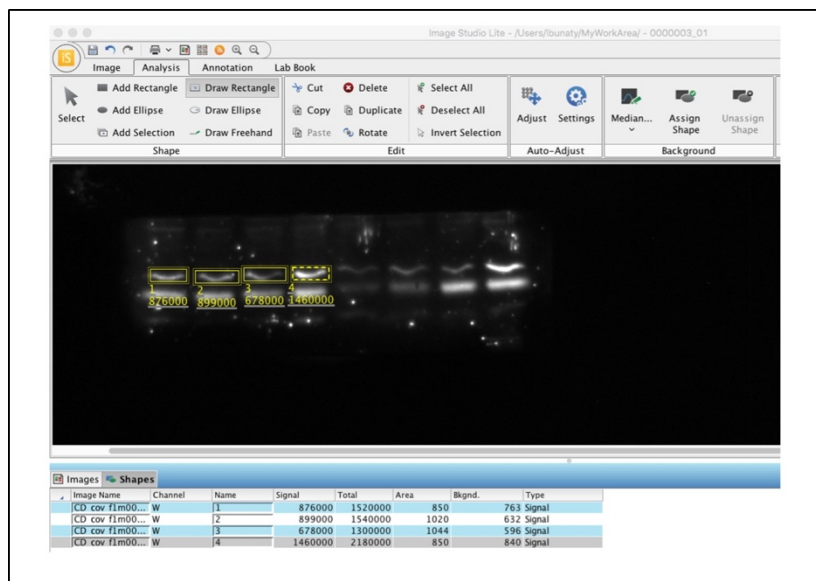 Image Studio Lite - /Users/lbunaty/MyWorkArea/ - 0000003_01
iS
Image Analysis Annotation Lab Book
Select
Add Rectangle Draw Rectangle
Add Ellipse Draw Ellipse
Add Selection Draw Freehand
Shape
Cut Delete Select All
Copy Duplicate Deselect All
Paste Rotate Invert Selection
Edit
Adjust Settings
Auto-Adjust
Median... Assign Shape Unassign Shape
Background
1 2 3 4
876000 899000 678000 1460000
Images Shapes
Image Name Channel Name Signal Total Area Bkgnd. Type
CD cov f1m00... W 1 876000 1520000 850 763 Signal
CD cov f1m00... W 2 899000 1540000 1020 632 Signal
CD cov f1m00... W 3 678000 1300000 1044 596 Signal
CD cov f1m00... W 4 1460000 2180000 850 840 Signal